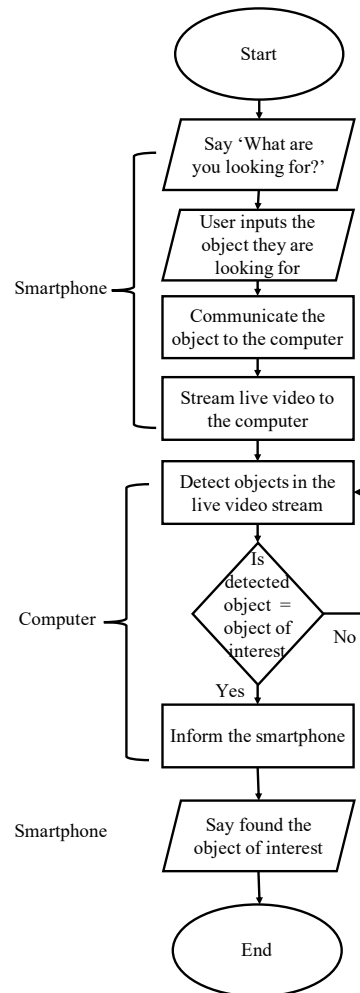 Start
Say ‘What are
you looking for?’
User inputs the
object they are
looking for
Smartphone
Communicate the
object to the computer
Stream live video to
the computer
Detect objects in the
live video stream
Is
detected
object =
object of
interest
Computer
No
Yes
Inform the smartphone
Smartphone
Say found the
object of interest
End